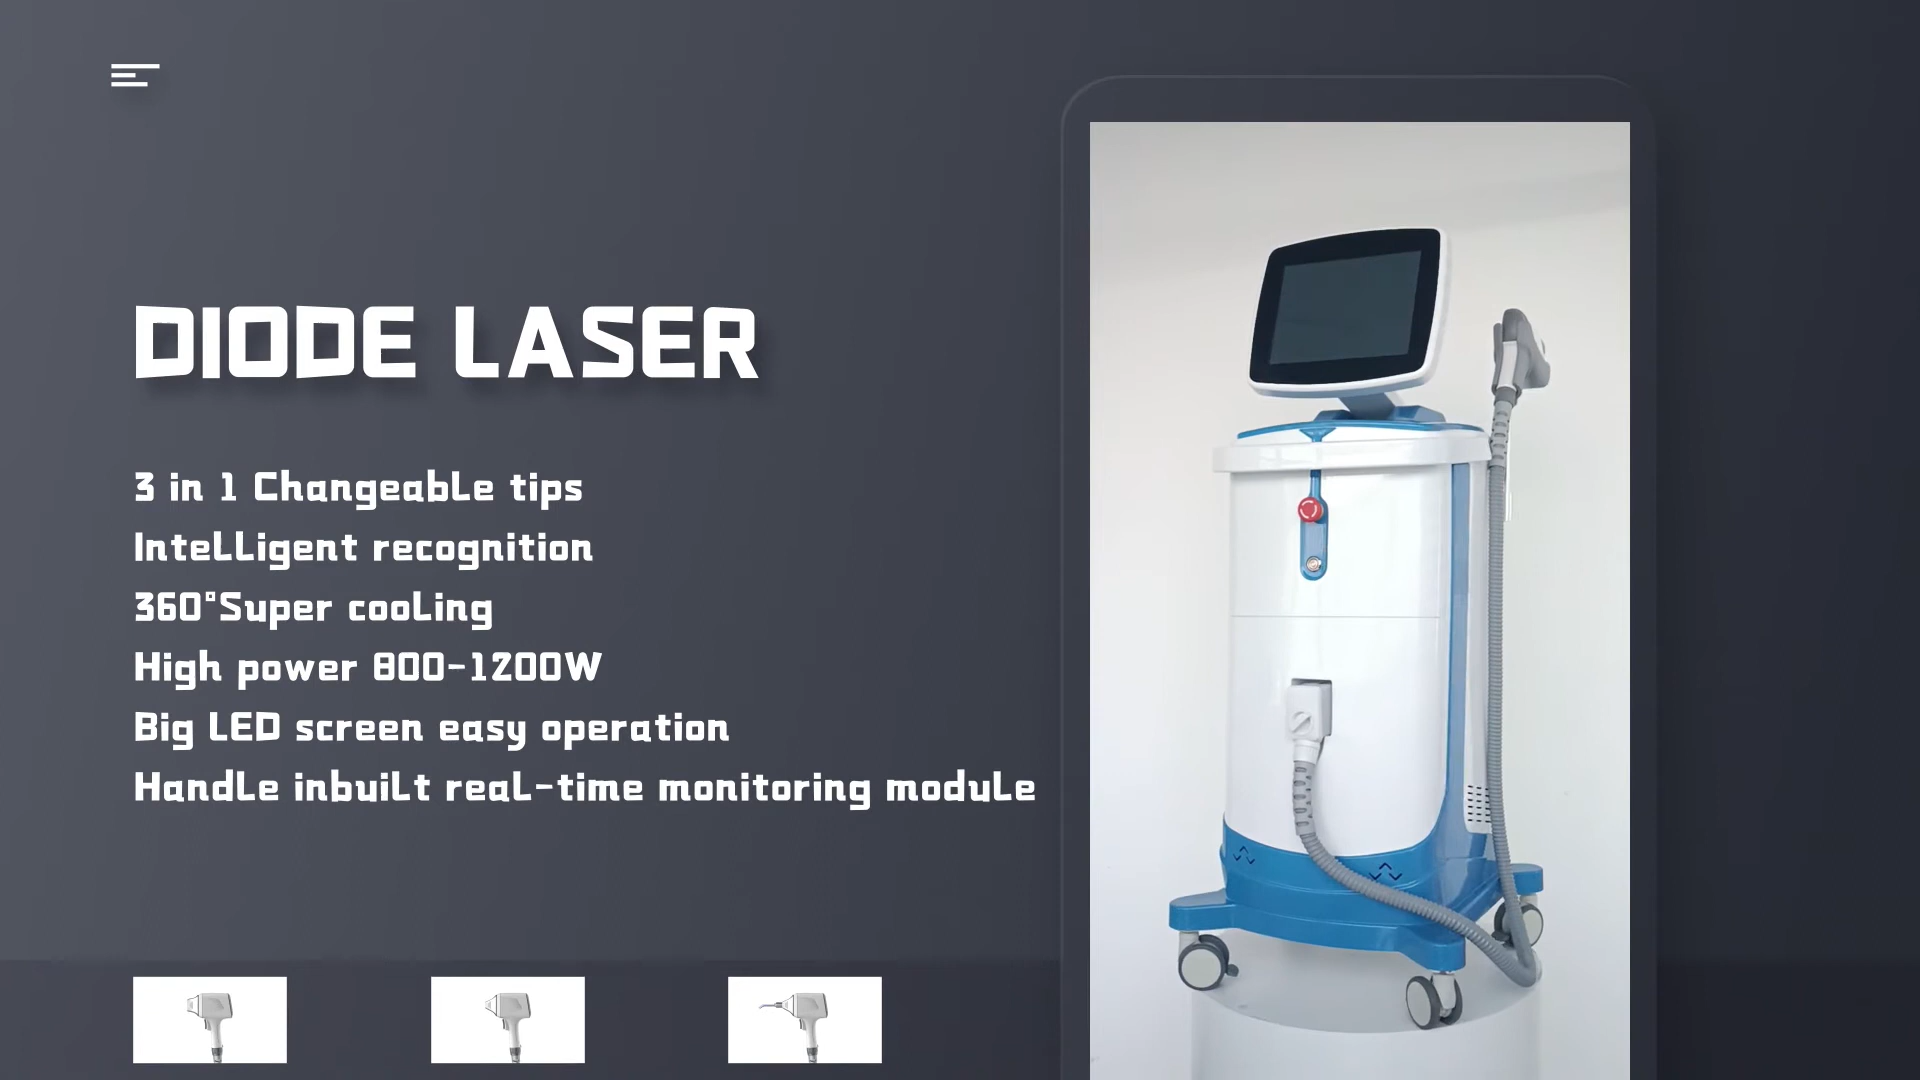 DIODE LASER
3 in 1 Changeable tips
Intelligent recognition
360°Super cooling
High power 800-1200W
Big LED screen easy operation
Handle inbuilt real-time monitoring module